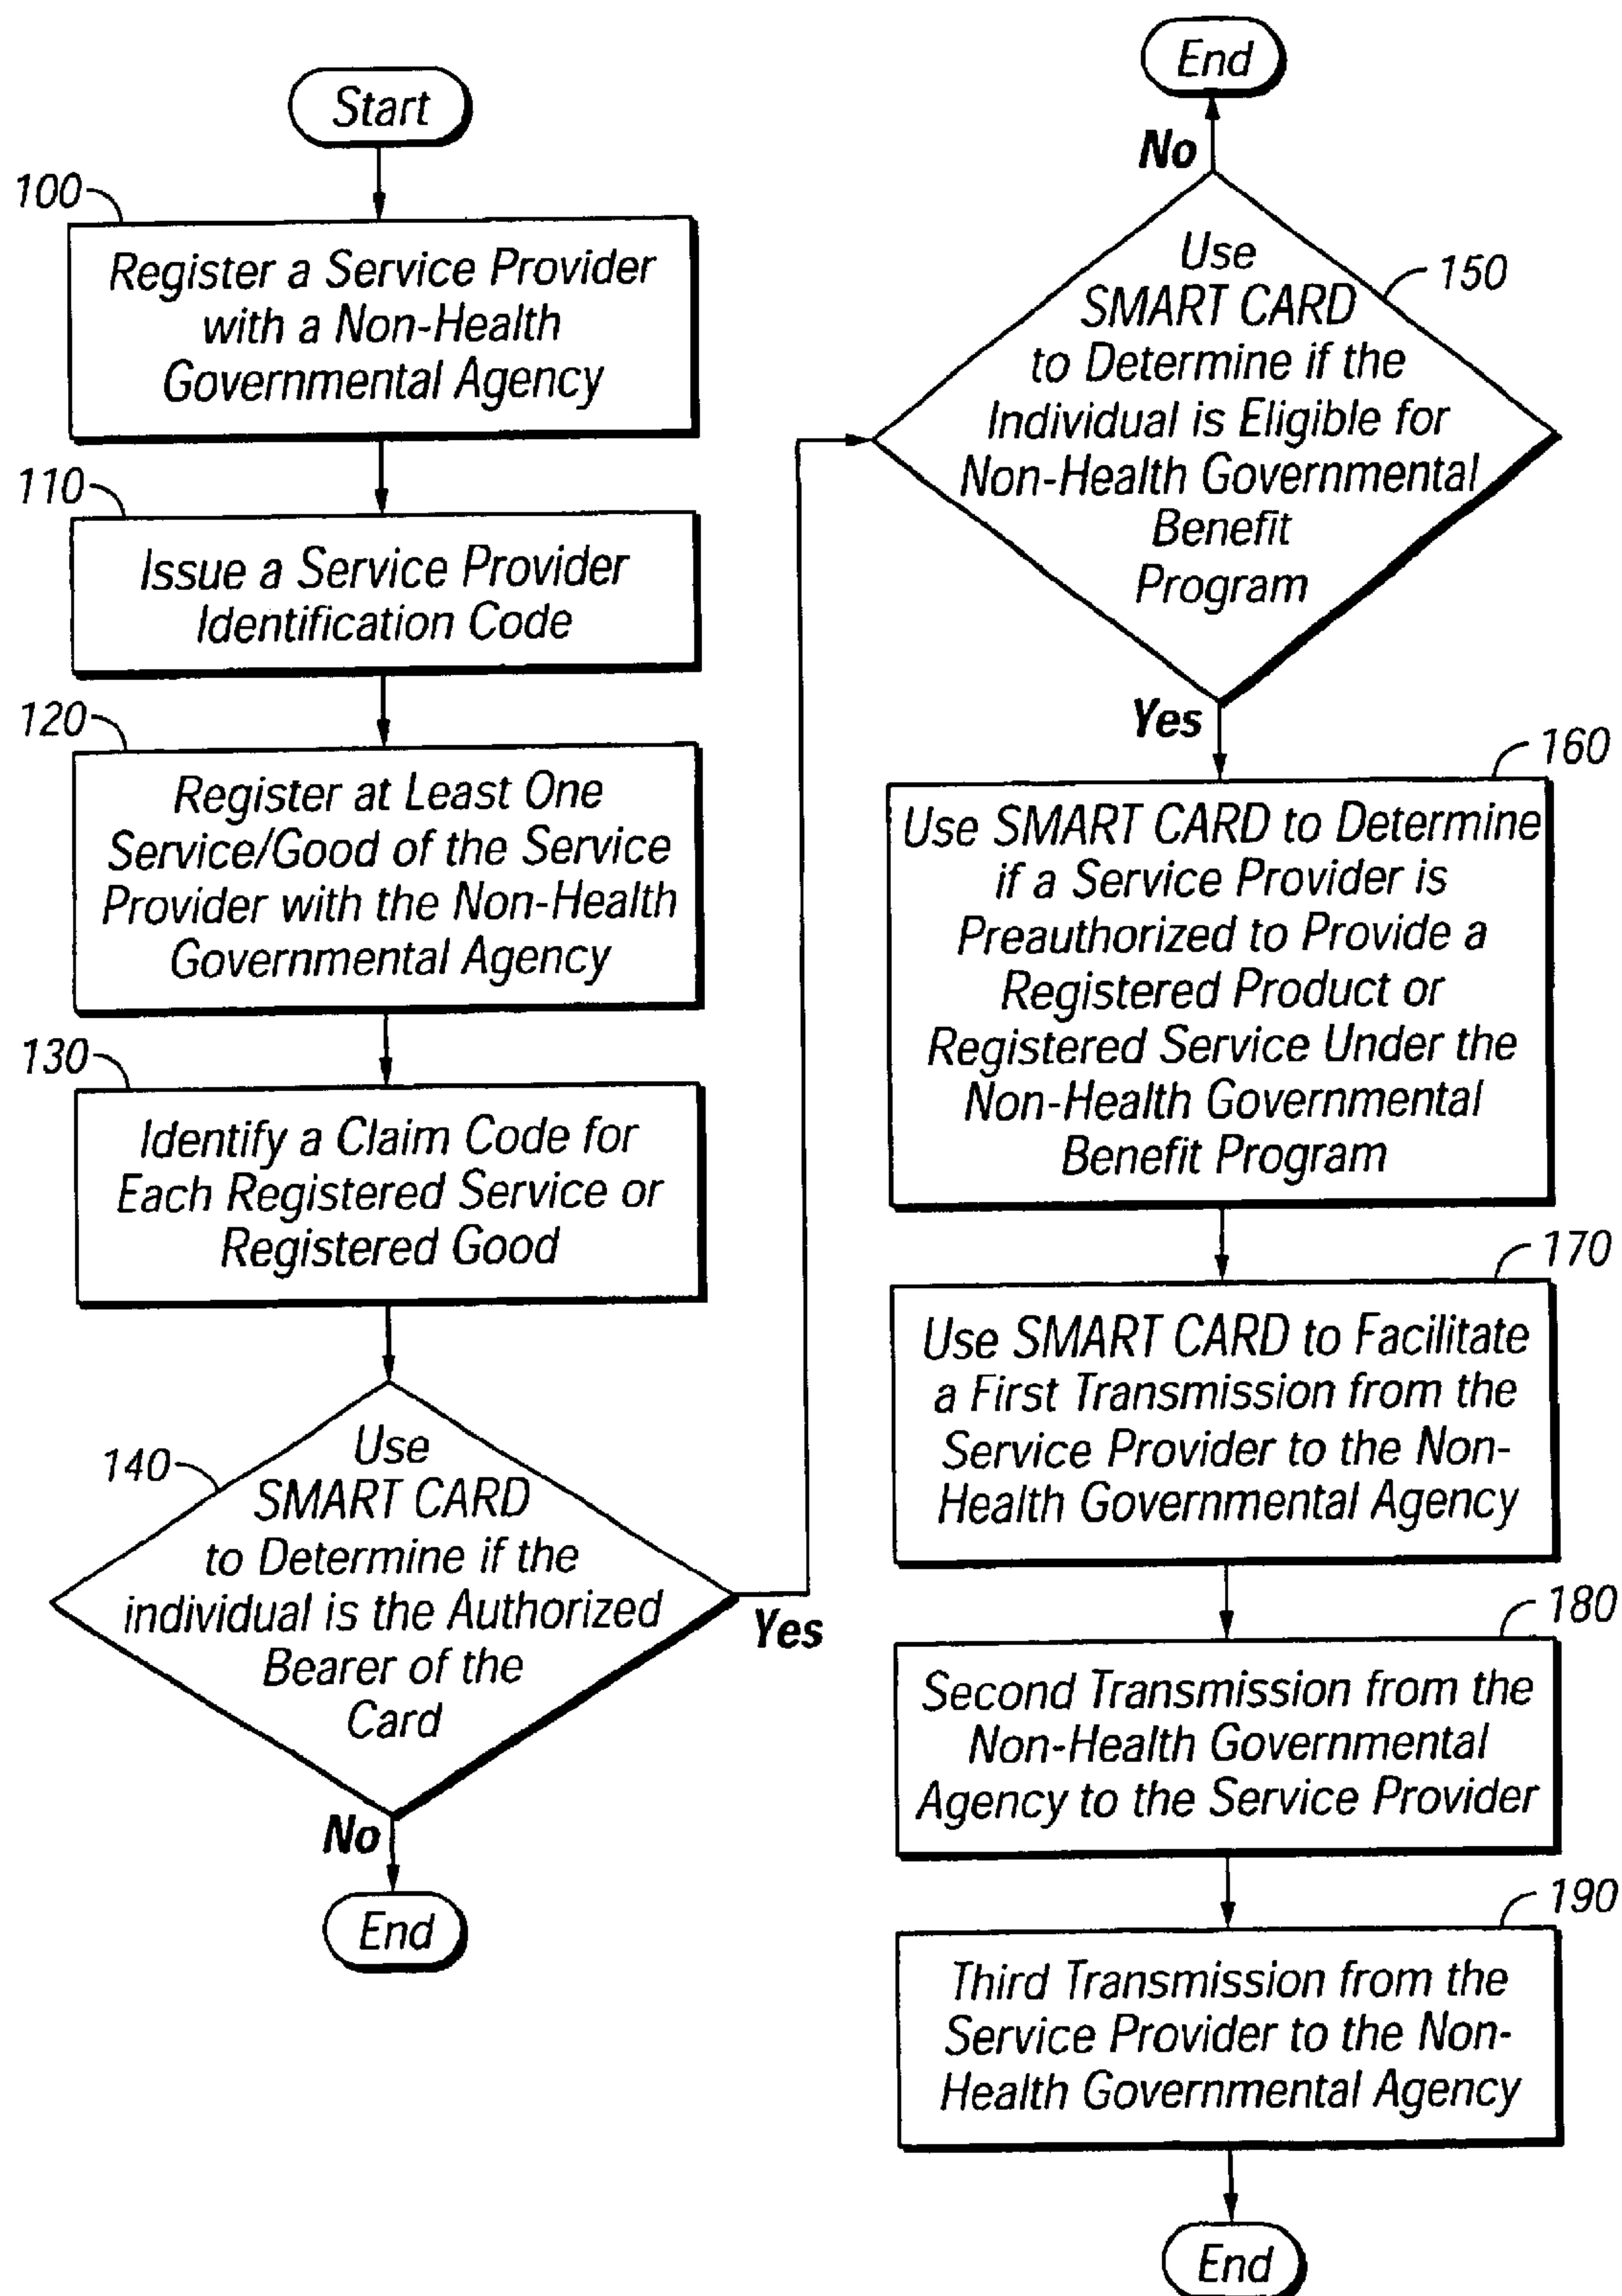 Start
100
Register a Service Provider
with a Non-Health
Governmental Agency
110
Issue a Service Provider
Identification Code
120
Register at Least One
Service/Good of the Service
Provider with the Non-Health
Governmental Agency
130
Identify a Claim Code for
Each Registered Service or
Registered Good
140
Use
SMART CARD
to Determine if the
individual is the Authorized
Bearer of the
Card
Yes
No
End
End
No
150
Use
SMART CARD
to Determine if the
Individual is Eligible for
Non-Health Governmental
Benefit
Program
Yes
160
Use SMART CARD to Determine
if a Service Provider is
Preauthorized to Provide a
Registered Product or
Registered Service Under the
Non-Health Governmental
Benefit Program
170
Use SMART CARD to Facilitate
a First Transmission from the
Service Provider to the Non-
Health Governmental Agency
180
Second Transmission from the
Non-Health Governmental
Agency to the Service Provider
190
Third Transmission from the
Service Provider to the Non-
Health Governmental Agency
End